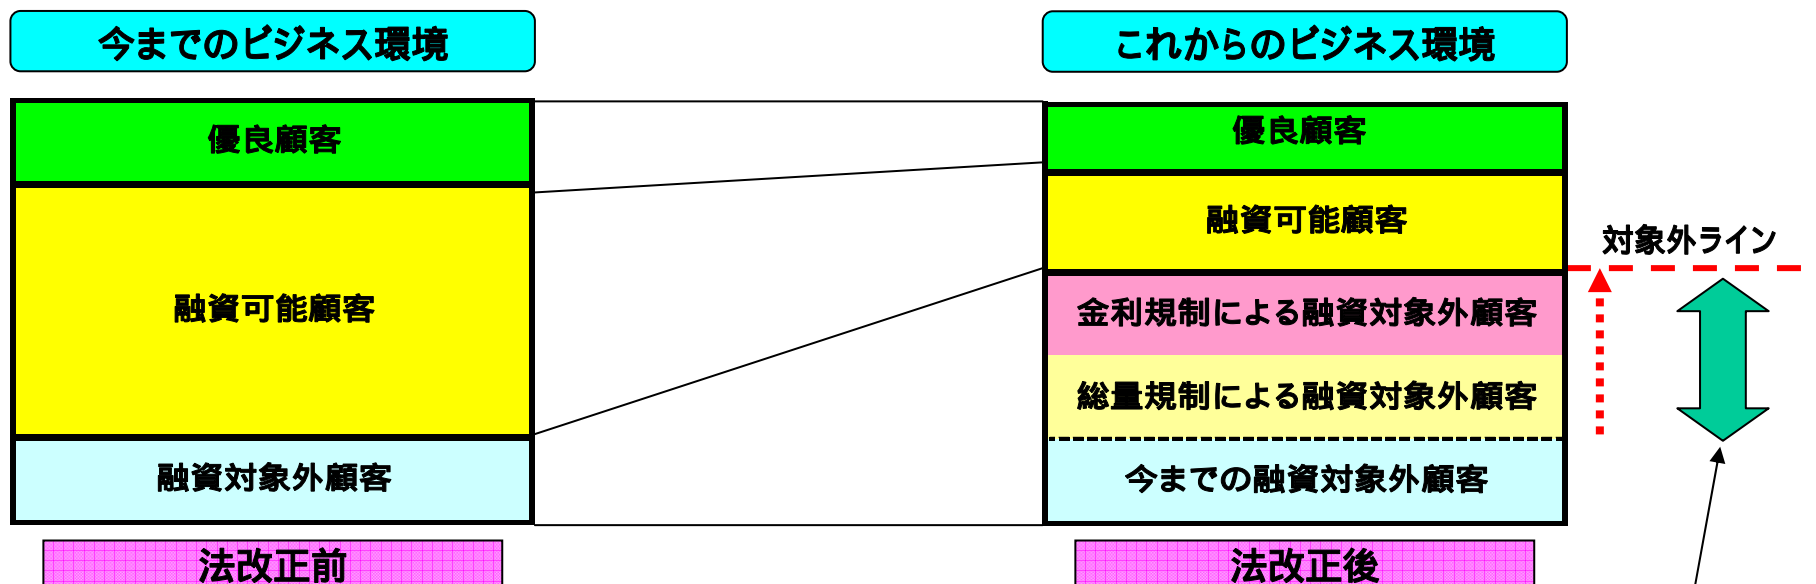 今までのビジネス環境
これからのビジネス環境
優良顧客
融資可能顧客
融資対象外顧客
法改正前
優良顧客
融資可能顧客
金利規制による融資対象外顧客
総量規制による融資対象外顧客
今までの融資対象外顧客
法改正後
対象外ライン